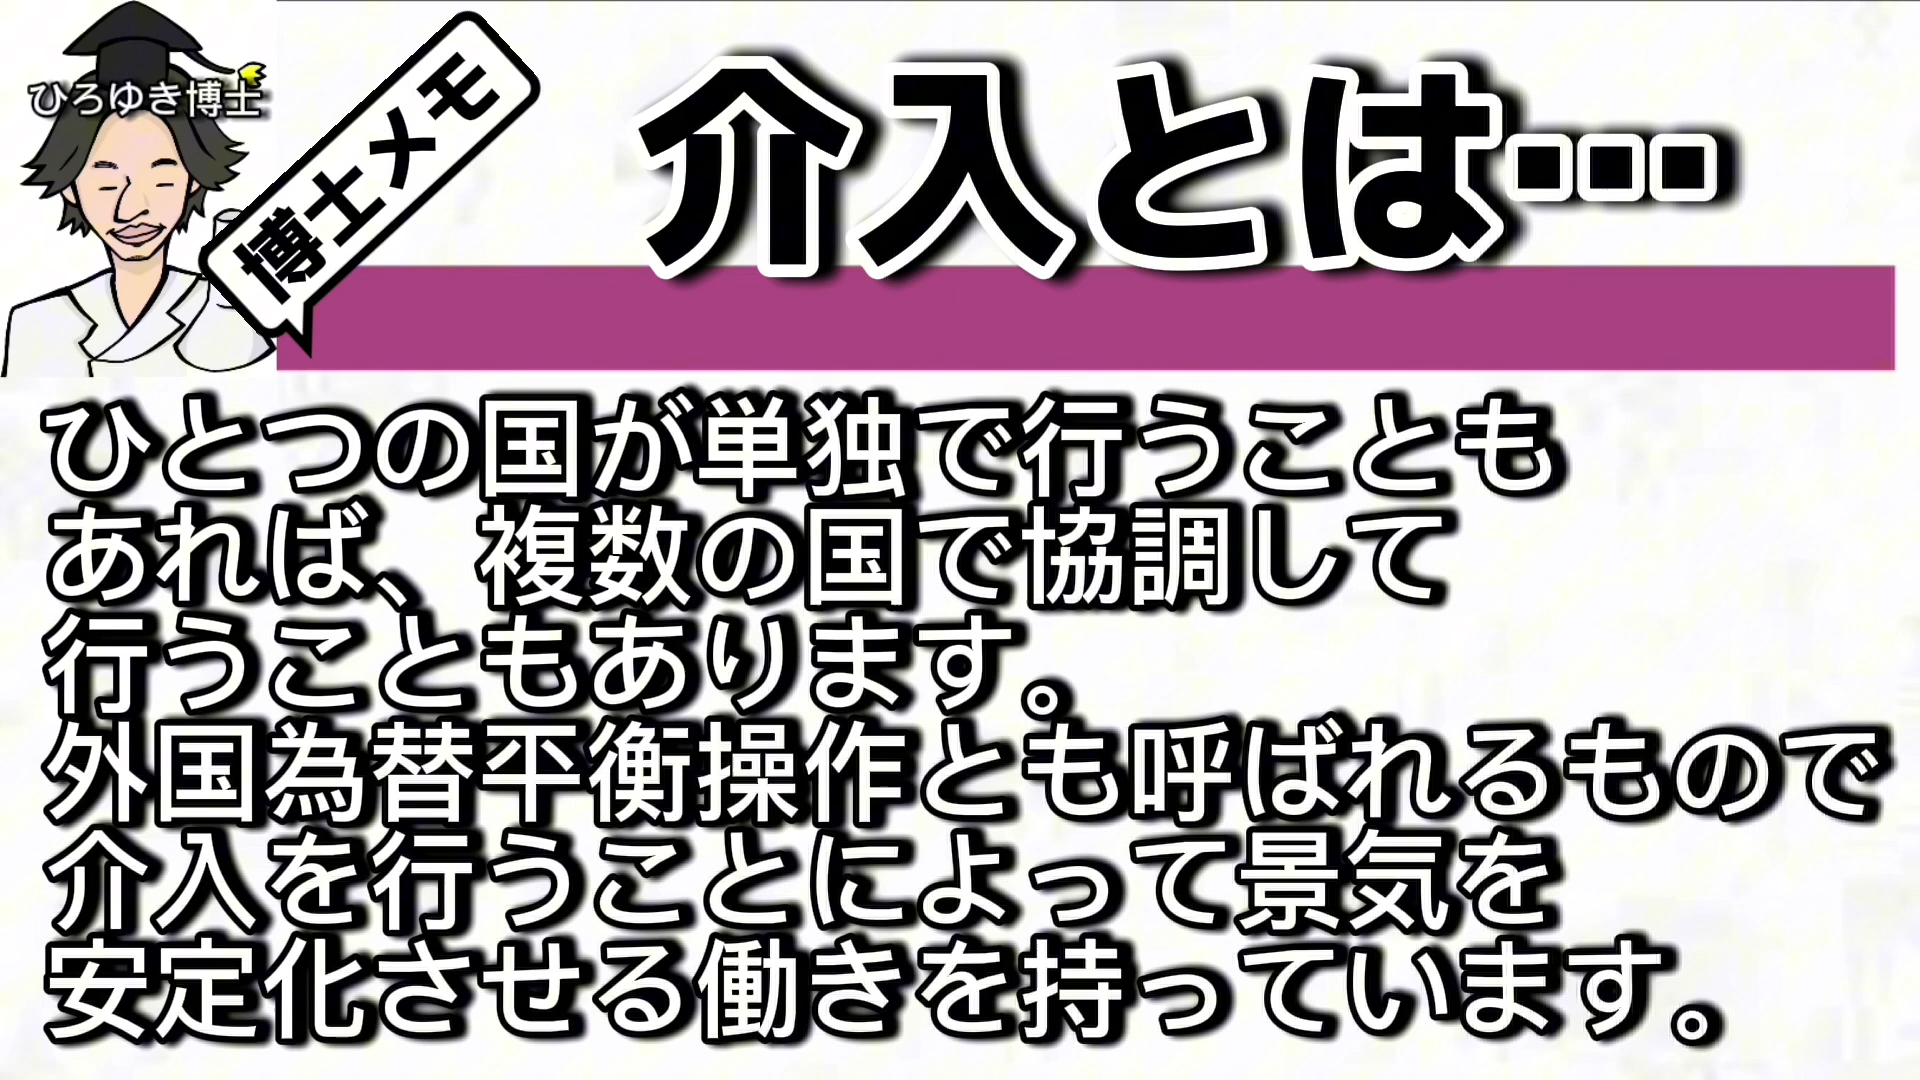 ひろゆき博士
博士メモ
介入とは…
ひとつの国が単独で行うことも
あれば、複数の国で協調して
行うこともあります。
外国為替平衡操作とも呼ばれるもので
介入を行うことによって景気を
安定化させる働きを持っています。